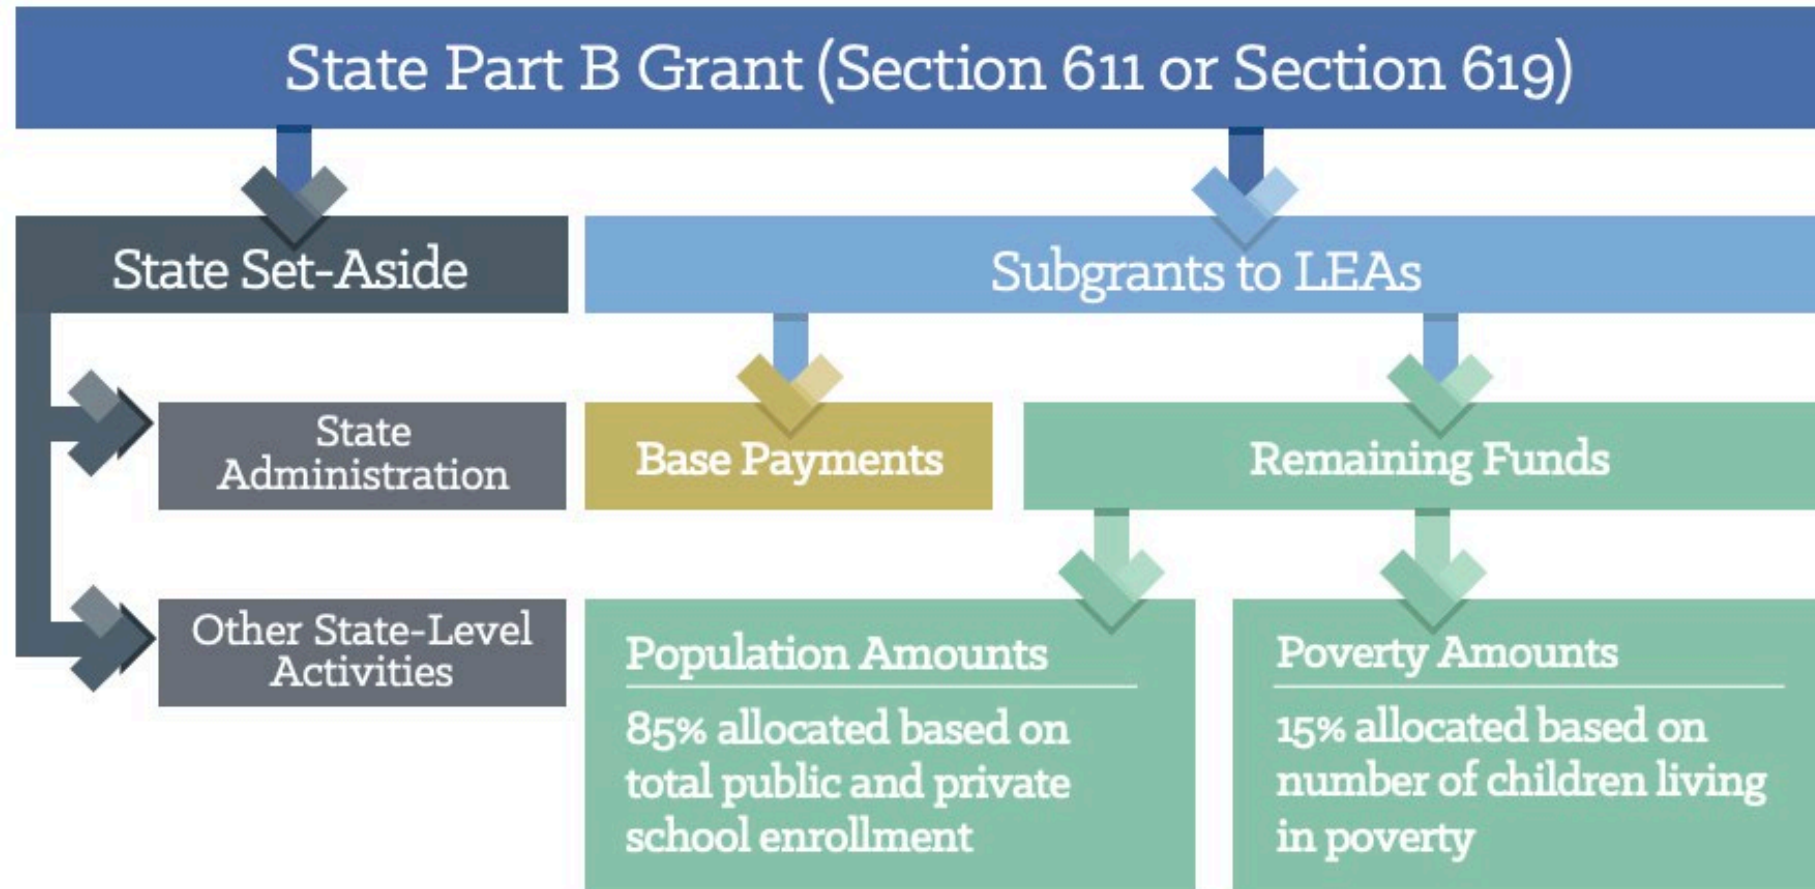 State Part B Grant (Section 611 or Section 619)
State Set-Aside
Subgrants to LEAs
State
Administration
Base Payments
Remaining Funds
Other State-Level
Activities
Population Amounts
85% allocated based on
total public and private
school enrollment
Poverty Amounts
15% allocated based on
number of children living
in poverty